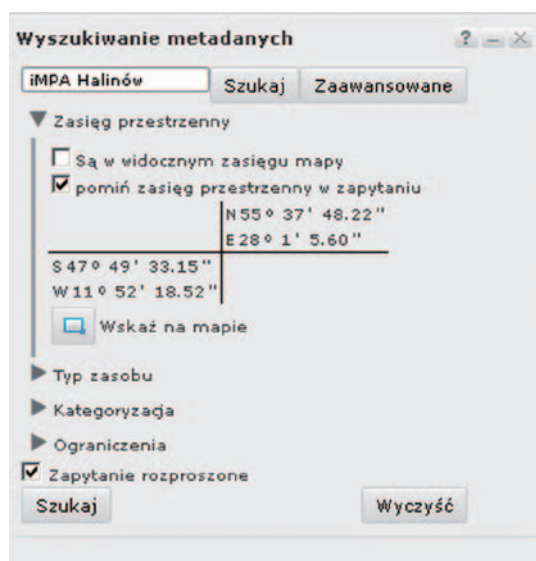 Wyszukiwanie metadanych ? – ×
iMPA Halinów Szukaj Zaawansowane
Zasięg przestrzenny
Są w widocznym zasięgu mapy
pomiń zasięg przestrzenny w zapytaniu
N 55° 37' 48.22"
E 28° 1' 5.60"
S 47° 49' 33.15"
W 11° 52' 18.52"
Wskaż na mapie
Typ zasobu
Kategoryzacja
Ograniczenia
Zapytanie rozproszone
Szukaj Wyczyść